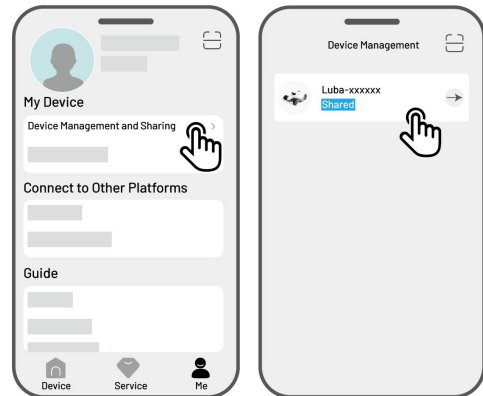 My Device
Device Management and Sharing
Connect to Other Platforms
Guide
Device
Service
Me
Device Management
Luba-xxxxxx
Shared